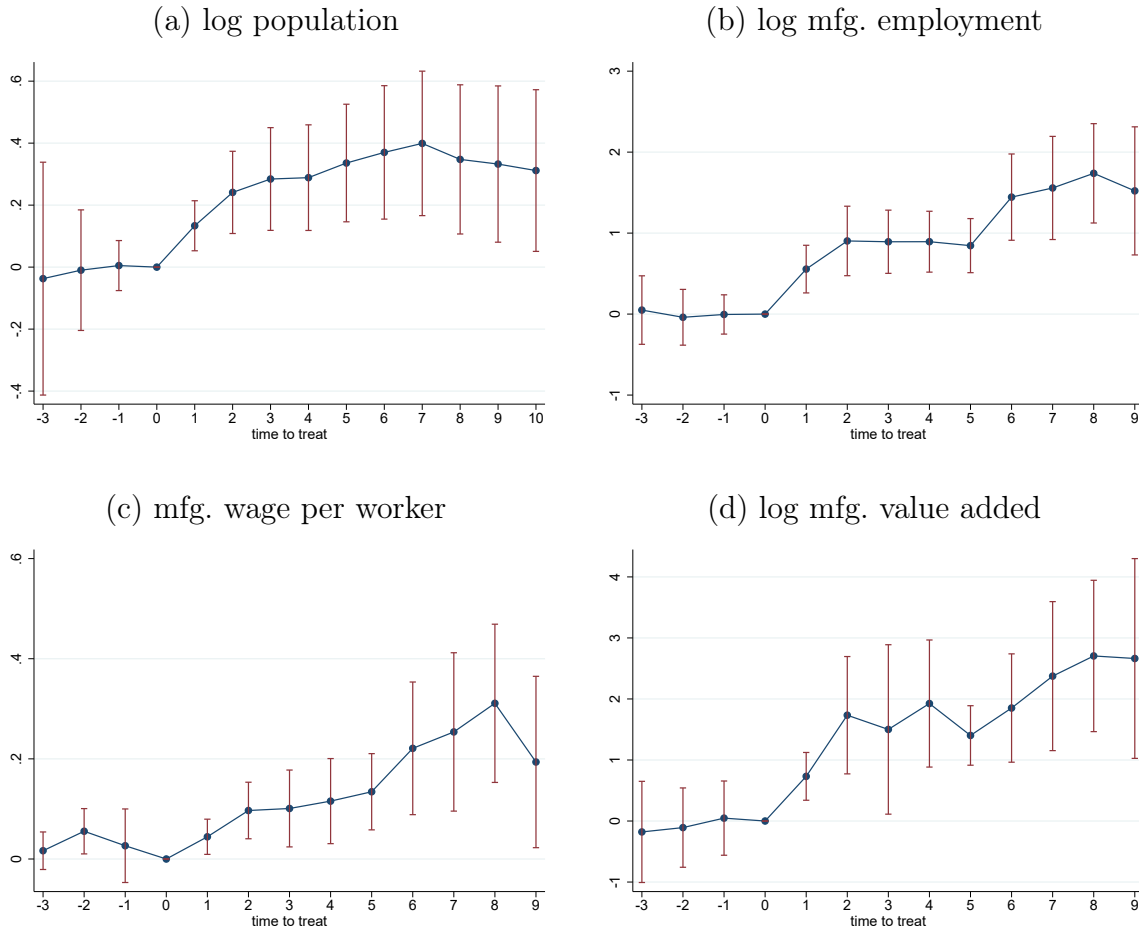 (a) log population
.6
.4
.2
0
-.2
-.4
-3 -2 -1 0 1 2 3 4 5 6 7 8 9 10
time to treat
(b) log mfg. employment
3
2
1
0
-1
-3 -2 -1 0 1 2 3 4 5 6 7 8 9
time to treat
(c) mfg. wage per worker
.6
.4
.2
0
-3 -2 -1 0 1 2 3 4 5 6 7 8 9
time to treat
(d) log mfg. value added
4
3
2
1
0
-1
-3 -2 -1 0 1 2 3 4 5 6 7 8 9
time to treat